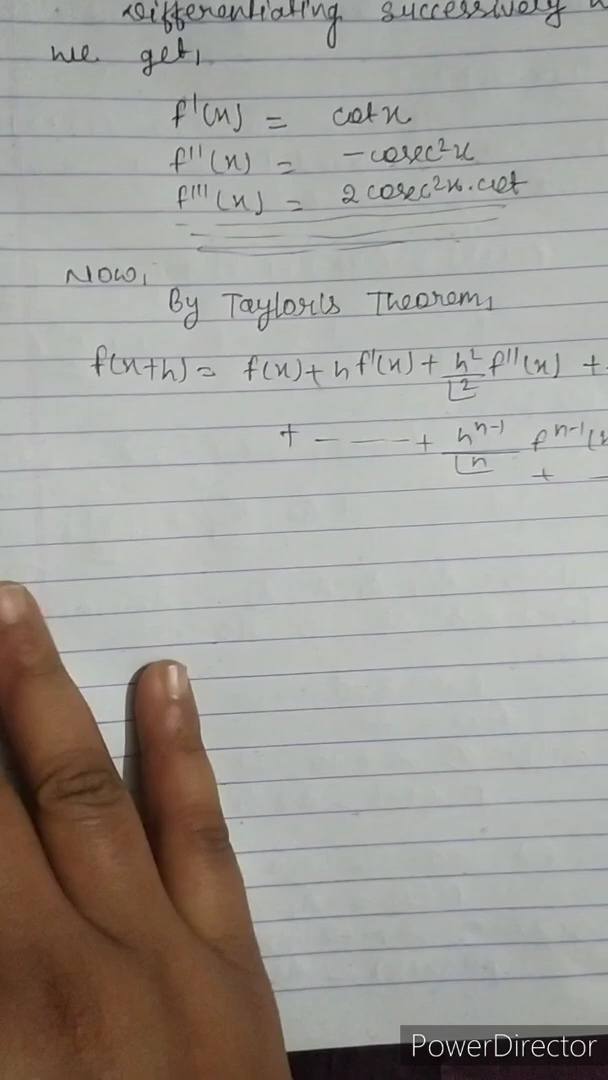 Differentiating successively
we get,
f'(x) = cot x
f''(x) = -cosec²x
f'''(x) = 2 cosec²x.cot
Now,
By Taylor's Theorem,
f(x+h) = f(x) + h f'(x) + h²/⌊2 f''(x) +
+ - - - + hⁿ⁻¹/⌊n fⁿ⁻¹(x
+ -
PowerDirector